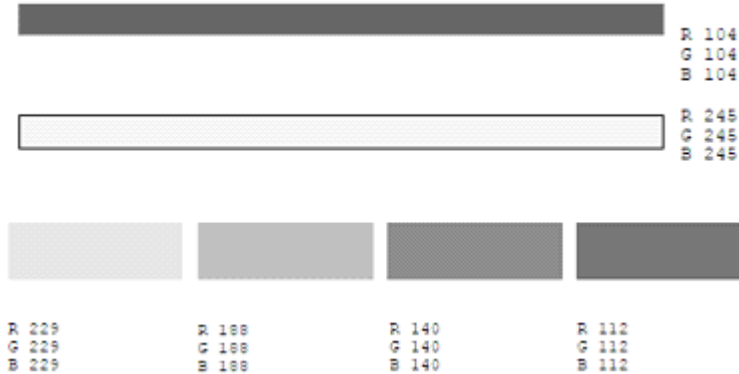 R 104
G 104
B 104
R 245
G 245
B 245
R 229
G 229
B 229
R 188
G 188
B 188
R 140
G 140
B 140
R 112
G 112
B 112